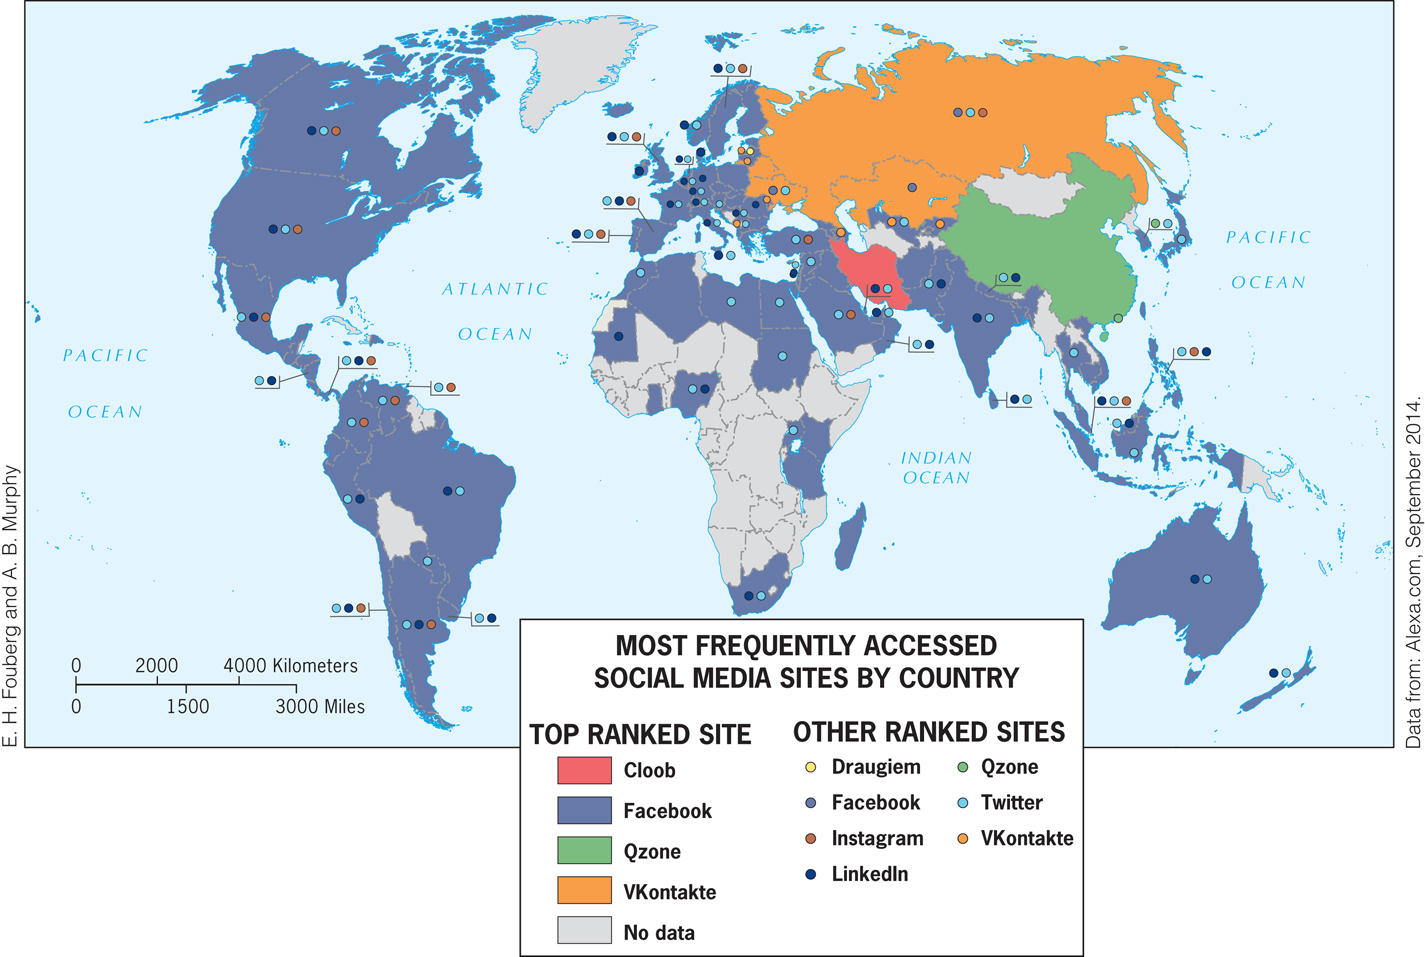 PACIFIC
OCEAN
ATLANTIC
OCEAN
INDIAN
OCEAN
PACIFIC
OCEAN
0 2000 4000 Kilometers
0 1500 3000 Miles
MOST FREQUENTLY ACCESSED
SOCIAL MEDIA SITES BY COUNTRY
TOP RANKED SITE
Cloob
Facebook
Qzone
VKontakte
No data
OTHER RANKED SITES
Draugiem
Facebook
Instagram
LinkedIn
Qzone
Twitter
VKontakte
E. H. Fouberg and A. B. Murphy
Data from: Alexa.com, September 2014.